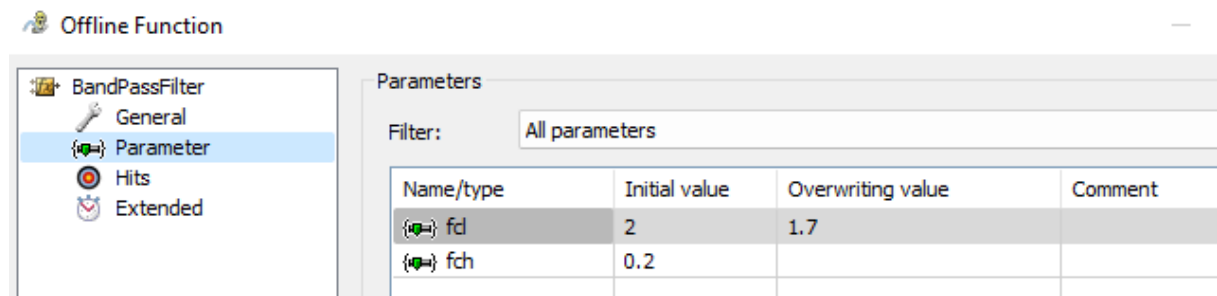 Offline Function
BandPassFilter
General
Parameter
Hits
Extended
Parameters
Filter: All parameters
Name/type Initial value Overwriting value Comment
fcl 2 1.7
fch 0.2